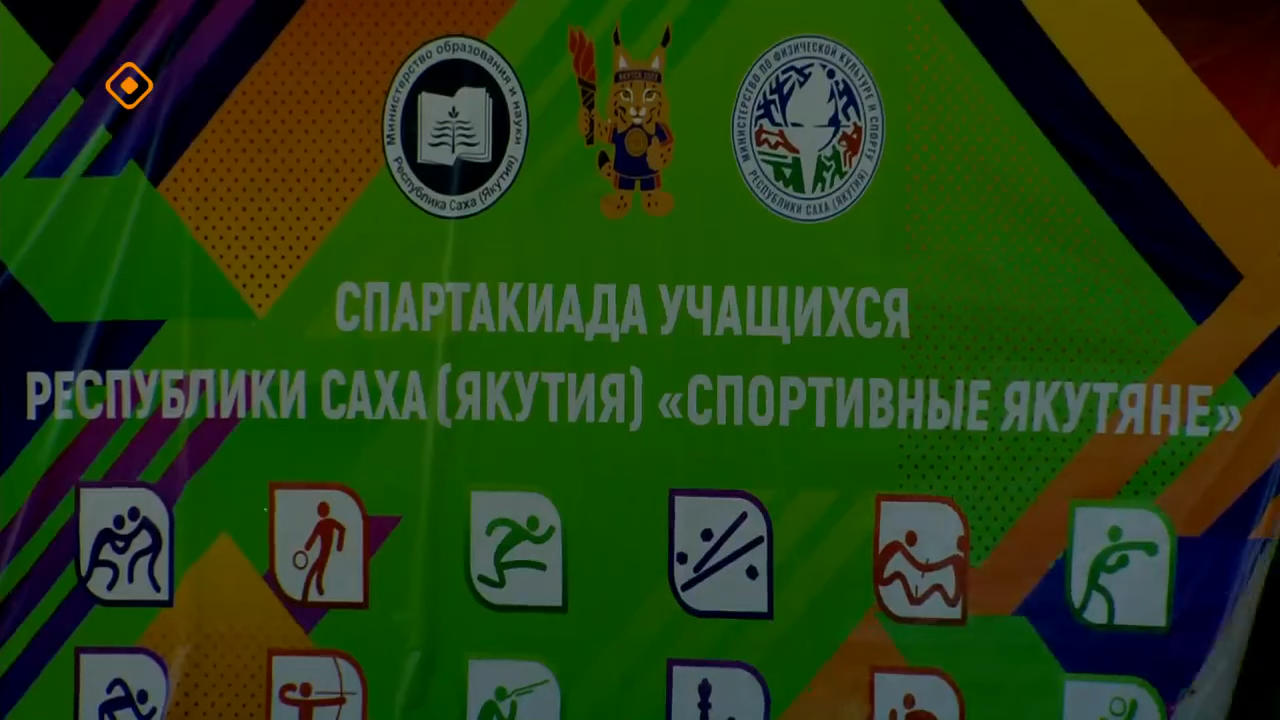 Министерство образования и науки
Республика Саха (Якутия)
МИНИСТЕРСТВО ПО ФИЗИЧЕСКОЙ КУЛЬТУРЕ И СПОРТУ
РЕСПУБЛИКИ САХА (ЯКУТИЯ)
СПАРТАКИАДА УЧАЩИХСЯ
РЕСПУБЛИКИ САХА (ЯКУТИЯ) «СПОРТИВНЫЕ ЯКУТЯНЕ»